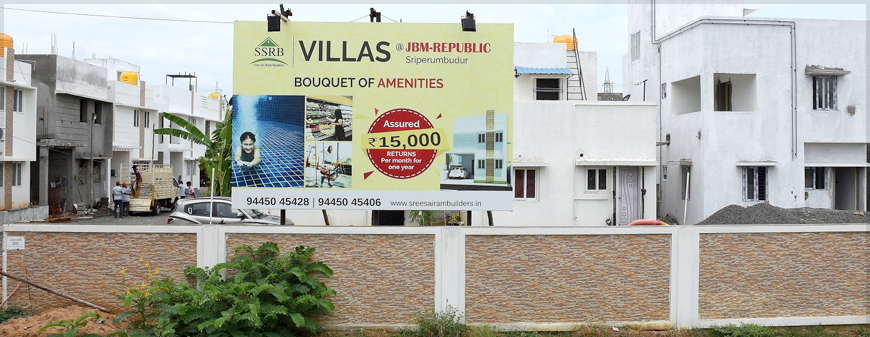 SSRB
VILLAS @ JBM-REPUBLIC
Sriperumbudur
BOUQUET OF AMENITIES
Assured
₹15,000
RETURNS
Per month for
one year
94450 45428 | 94450 45406 www.sreesairambuilders.in